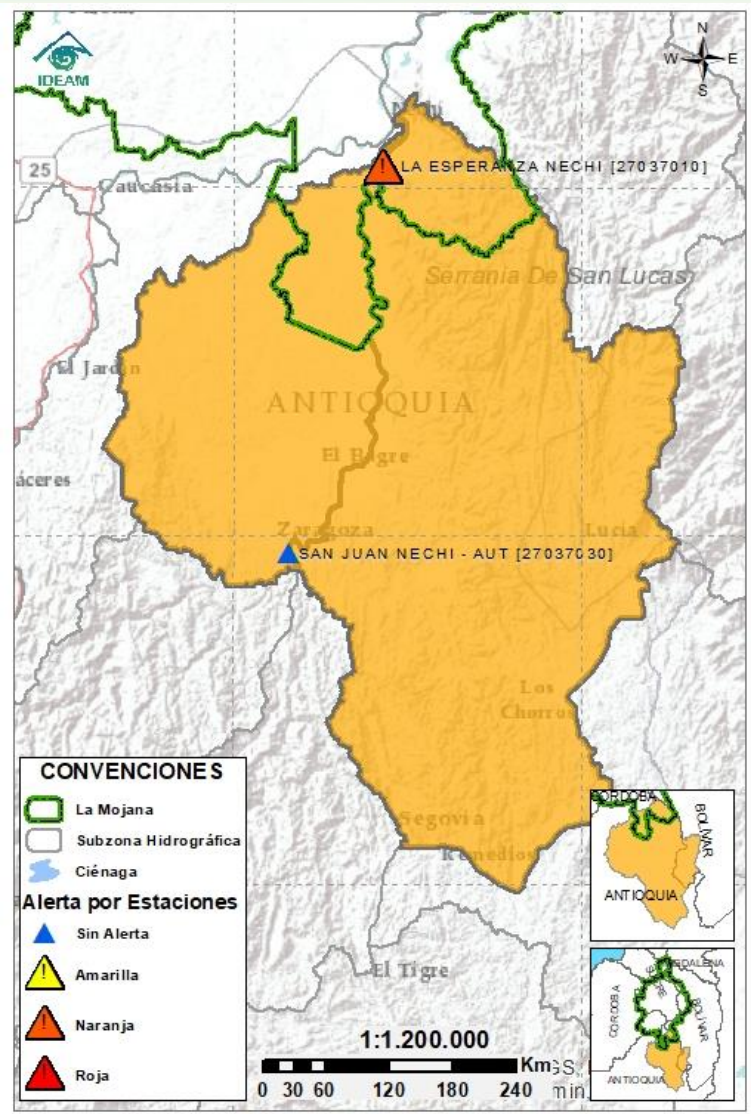 IDEAM
N
W E
S
25
Caucasia
LA ESPERANZA NECHI [27037010]
Serrania De San Lucas
El Jardin
ANTIOQUIA
El Bagre
áceres
Zaragoza
Lucia
SAN JUAN NECHI - AUT [27037030]
Los
Chorros
Segovia
Remedios
El Tigre
CONVENCIONES
La Mojana
Subzona Hidrográfica
Ciénaga
Alerta por Estaciones
Sin Alerta
Amarilla
Naranja
Roja
1:1.200.000
Km
0 30 60 120 180 240
CORDOBA
BOLÍVAR
ANTIOQUIA
CORDOBA
BOLÍVAR
ANTIOQUIA